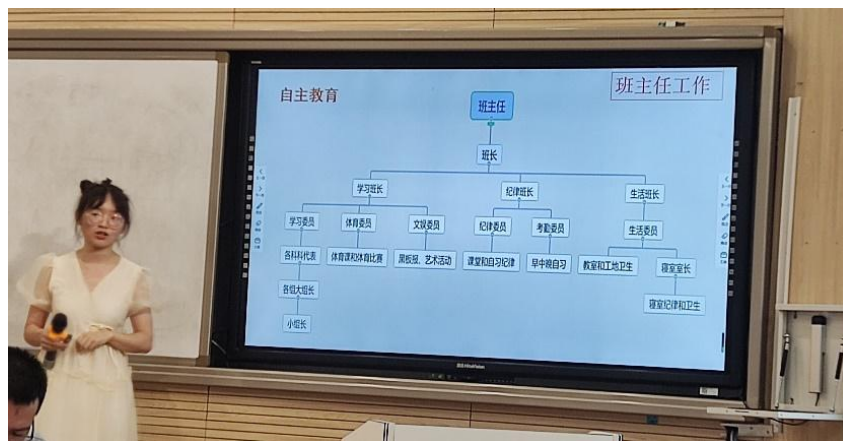 自主教育
班主任工作
班主任
班长
学习班长
纪律班长
生活班长
学习委员
体育委员
文娱委员
纪律委员
考勤委员
生活委员
各科科代表
体育课和体育比赛
黑板报、艺术活动
课堂和自习纪律
早中晚自习
教室和工地卫生
寝室室长
各组大组长
寝室纪律和卫生
小组长